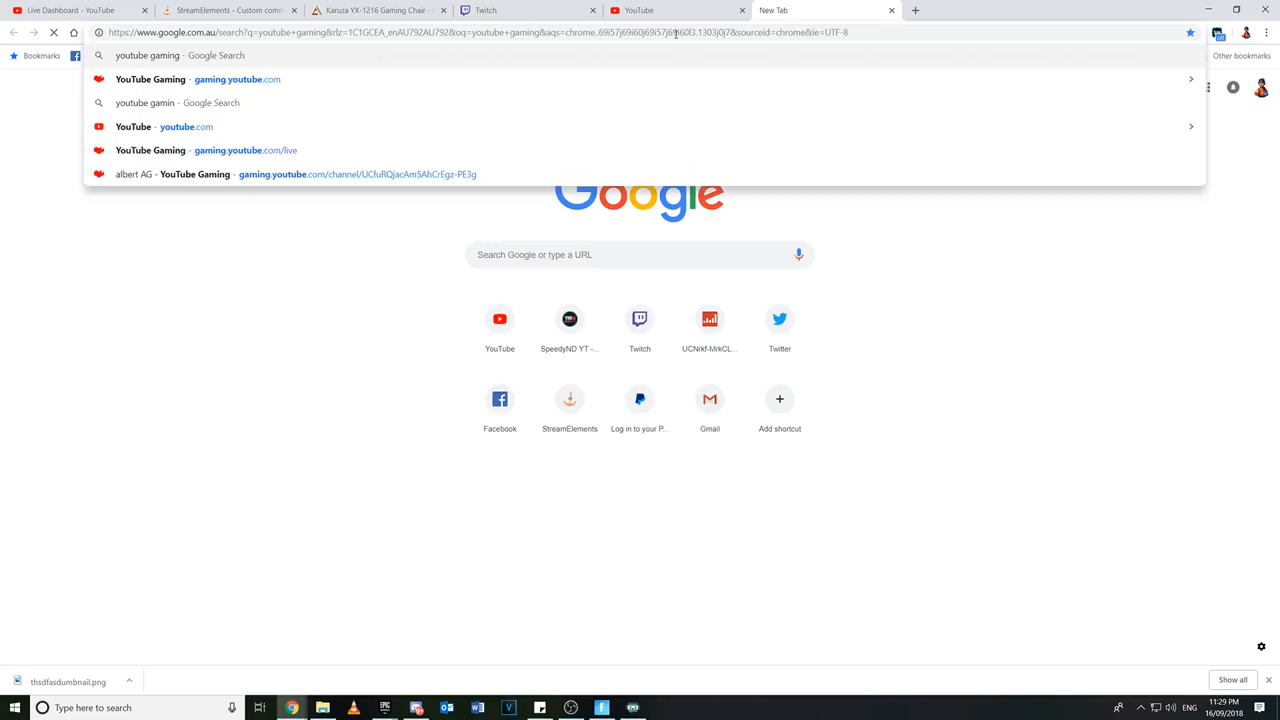 Live Dashboard - YouTube
StreamElements - Custom comm
Karuza YX-1216 Gaming Chair -
Twitch
YouTube
New Tab
https://www.google.com.au/search?q=youtube+gaming&rlz=1C1GCEA_enAU792AU792&oq=youtube+gaming&aqs=chrome..69i57j69i60j69i57j69i60l3.1303j0j7&sourceid=chrome&ie=UTF-8
Bookmarks
Other bookmarks
youtube gaming - Google Search
YouTube Gaming - gaming.youtube.com
youtube gamin - Google Search
YouTube - youtube.com
YouTube Gaming - gaming.youtube.com/live
albert AG - YouTube Gaming - gaming.youtube.com/channel/UCfuRQjacAm5AhCrEgz-PE3g
Google
Search Google or type a URL
YouTube
SpeedyND YT -...
Twitch
UCNrkf-MrkCL...
Twitter
Facebook
StreamElements
Log in to your P...
Gmail
Add shortcut
thsdfasdumbnail.png
Show all
Type here to search
ENG
11:29 PM
16/09/2018